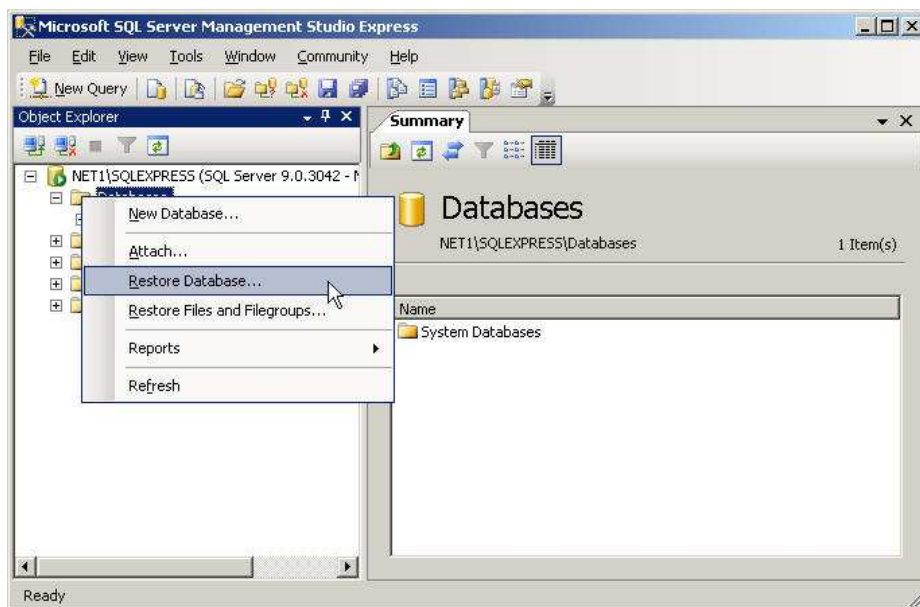 Microsoft SQL Server Management Studio Express
File Edit View Tools Window Community Help
New Query
Object Explorer
Summary
NET1\SQLEXPRESS (SQL Server 9.0.3042 -
Databases
New Database...
Attach...
Restore Database...
Restore Files and Filegroups...
Reports
Refresh
Databases
NET1\SQLEXPRESS\Databases
1 Item(s)
Name
System Databases
Ready